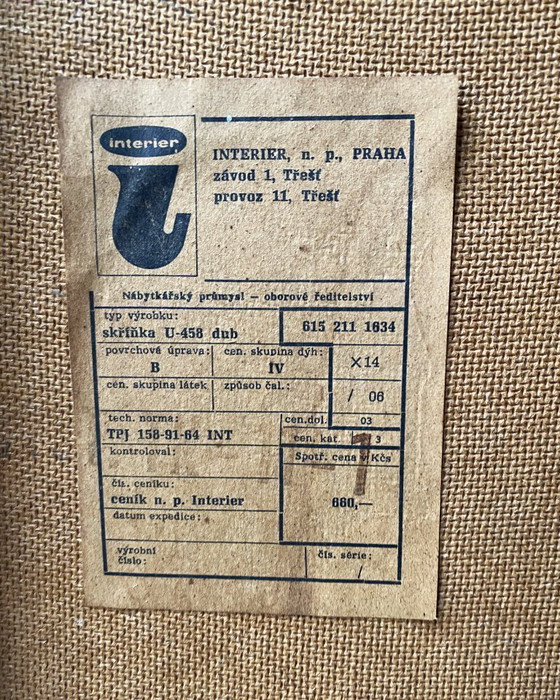 interier
INTERIER, n. p., PRAHA
závod 1, Třešť
provoz 11, Třešť
Nábytkářský průmysl — oborové ředitelství
typ výrobku:
skříňka U-458 dub
615 211 1634
povrchová úprava:
B
cen. skupina dýh:
IV
X14
cen. skupina látek
způsob čal.:
/ 06
tech. norma:
TPJ 158-91-64 INT
cen.dol. 03
cen. kat 3
kontroloval:
Spotř. cena v Kčs
660,—
čís. ceníku:
ceník n. p. Interier
datum expedice:
výrobní
číslo:
čís. série:
/